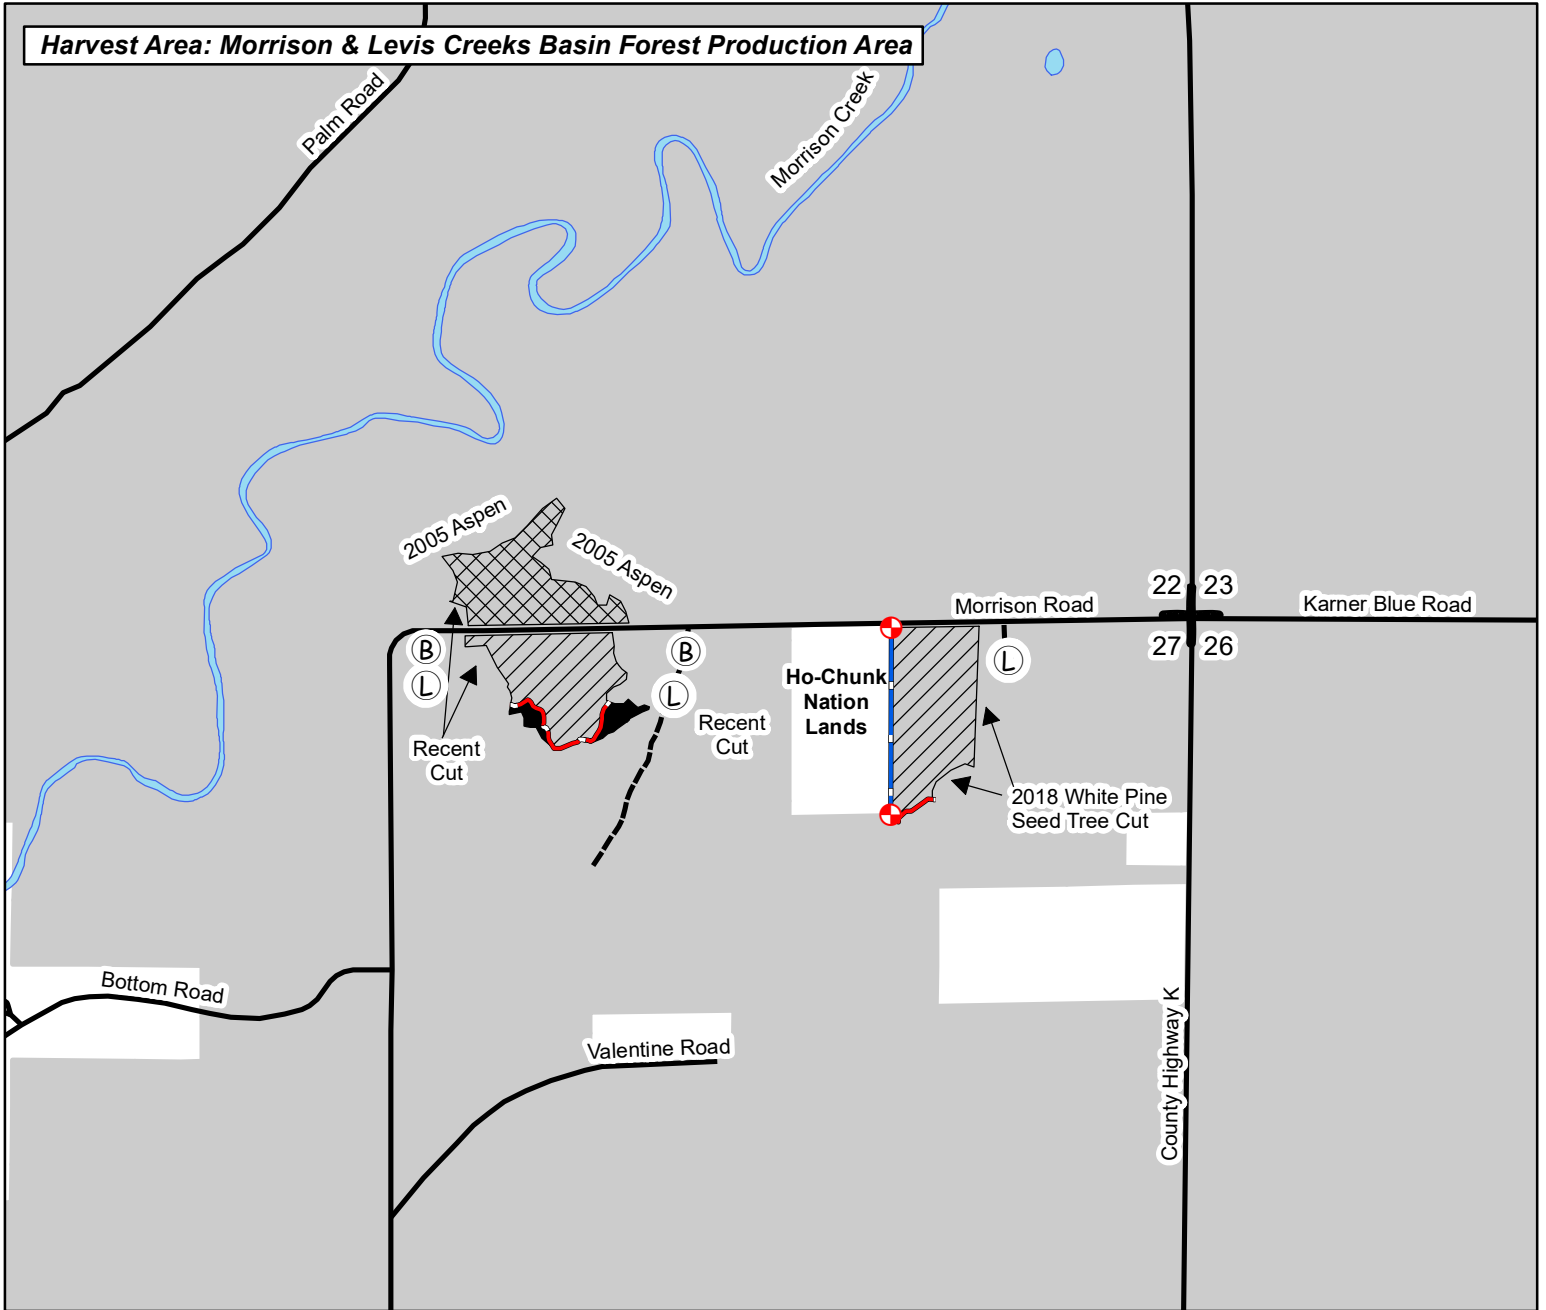 Harvest Area: Morrison & Levis Creeks Basin Forest Production Area
Palm Road
Morrison Creek
2005 Aspen
2005 Aspen
22 23
27 26
Morrison Road
Karner Blue Road
B
L
B
L
L
Recent
Cut
Recent
Cut
Ho-Chunk
Nation
Lands
2018 White Pine
Seed Tree Cut
Bottom Road
Valentine Road
County Highway K